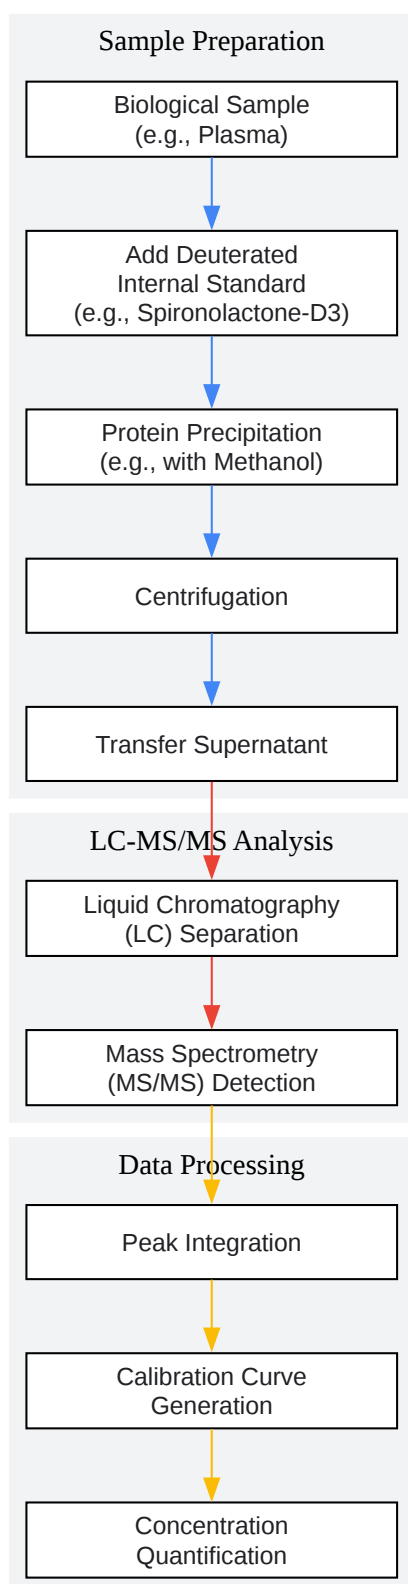 Sample Preparation
Biological Sample
(e.g., Plasma)
Add Deuterated
Internal Standard
(e.g., Spironolactone-D3)
Protein Precipitation
(e.g., with Methanol)
Centrifugation
Transfer Supernatant
LC-MS/MS Analysis
Liquid Chromatography
(LC) Separation
Mass Spectrometry
(MS/MS) Detection
Data Processing
Peak Integration
Calibration Curve
Generation
Concentration
Quantification